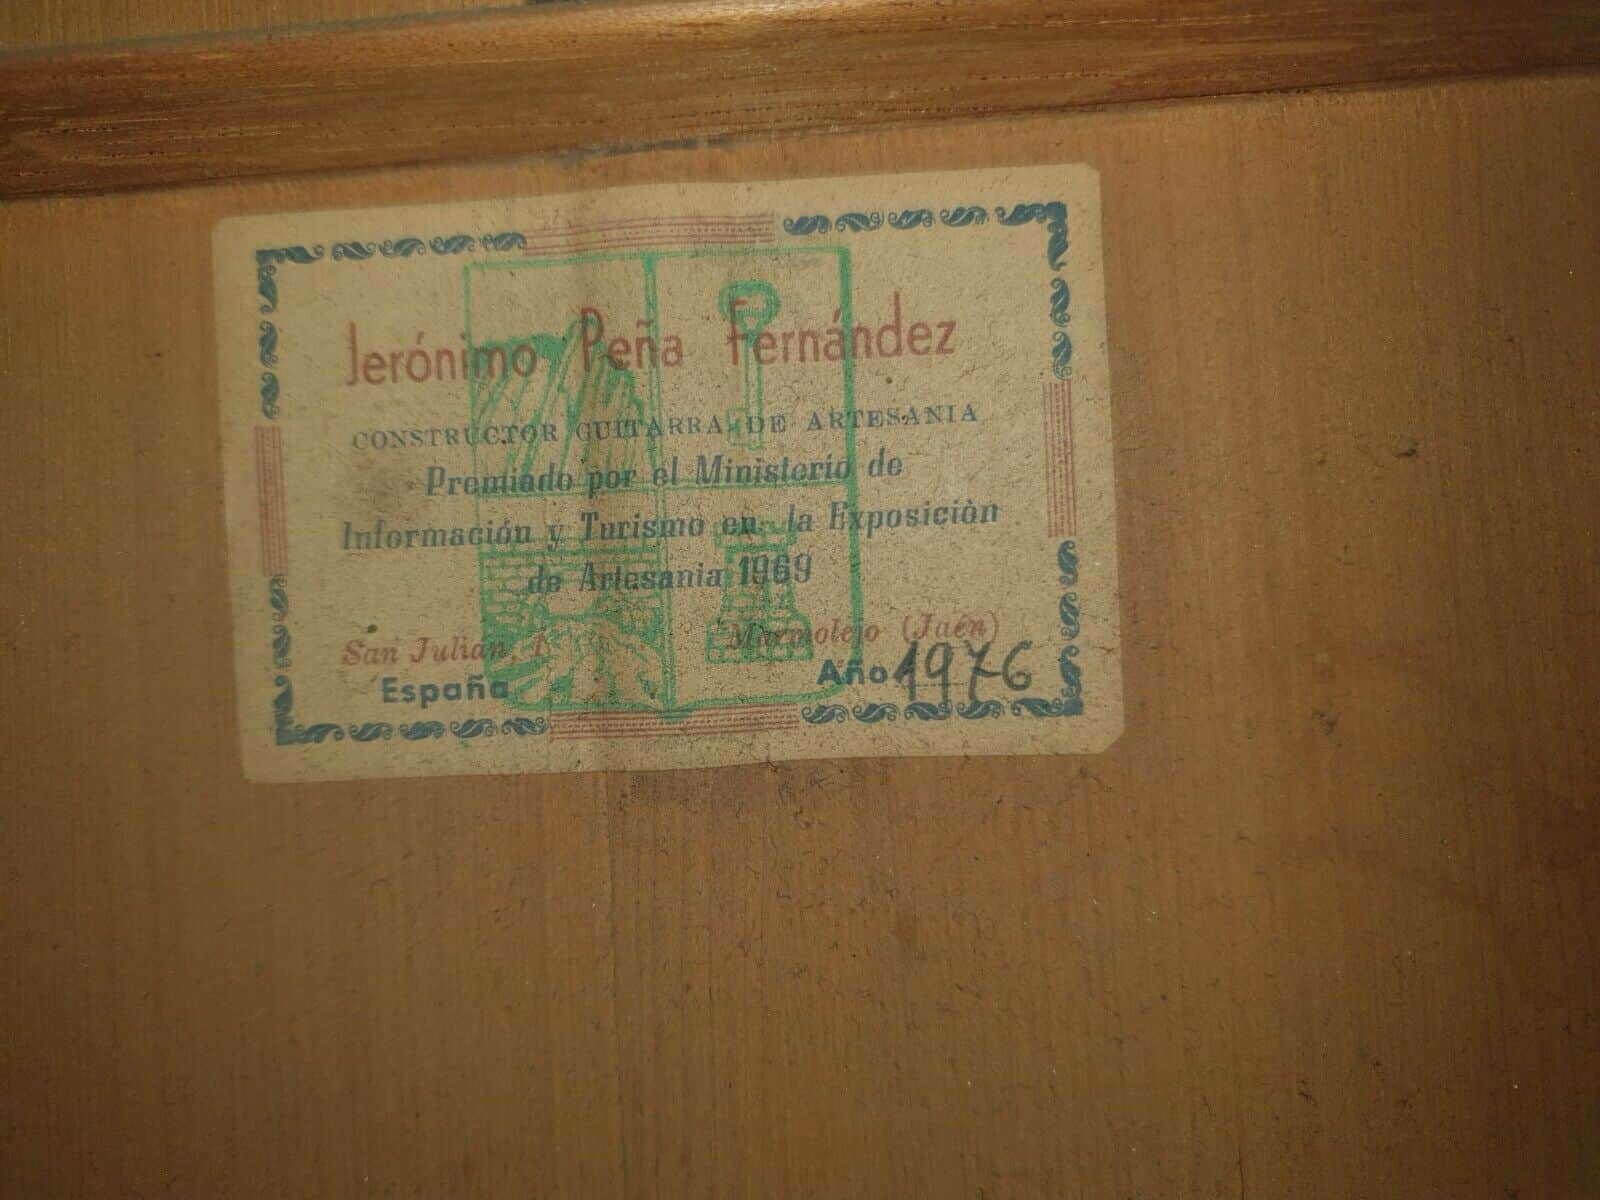 Jerónimo Peña Fernández
CONSTRUCTOR GUITARRA DE ARTESANIA
Premiado por el Ministerio de
Información y Turismo en la Exposición
de Artesania 1969
San Julian, 1. Marmolejo (Jaén)
España Año 1976